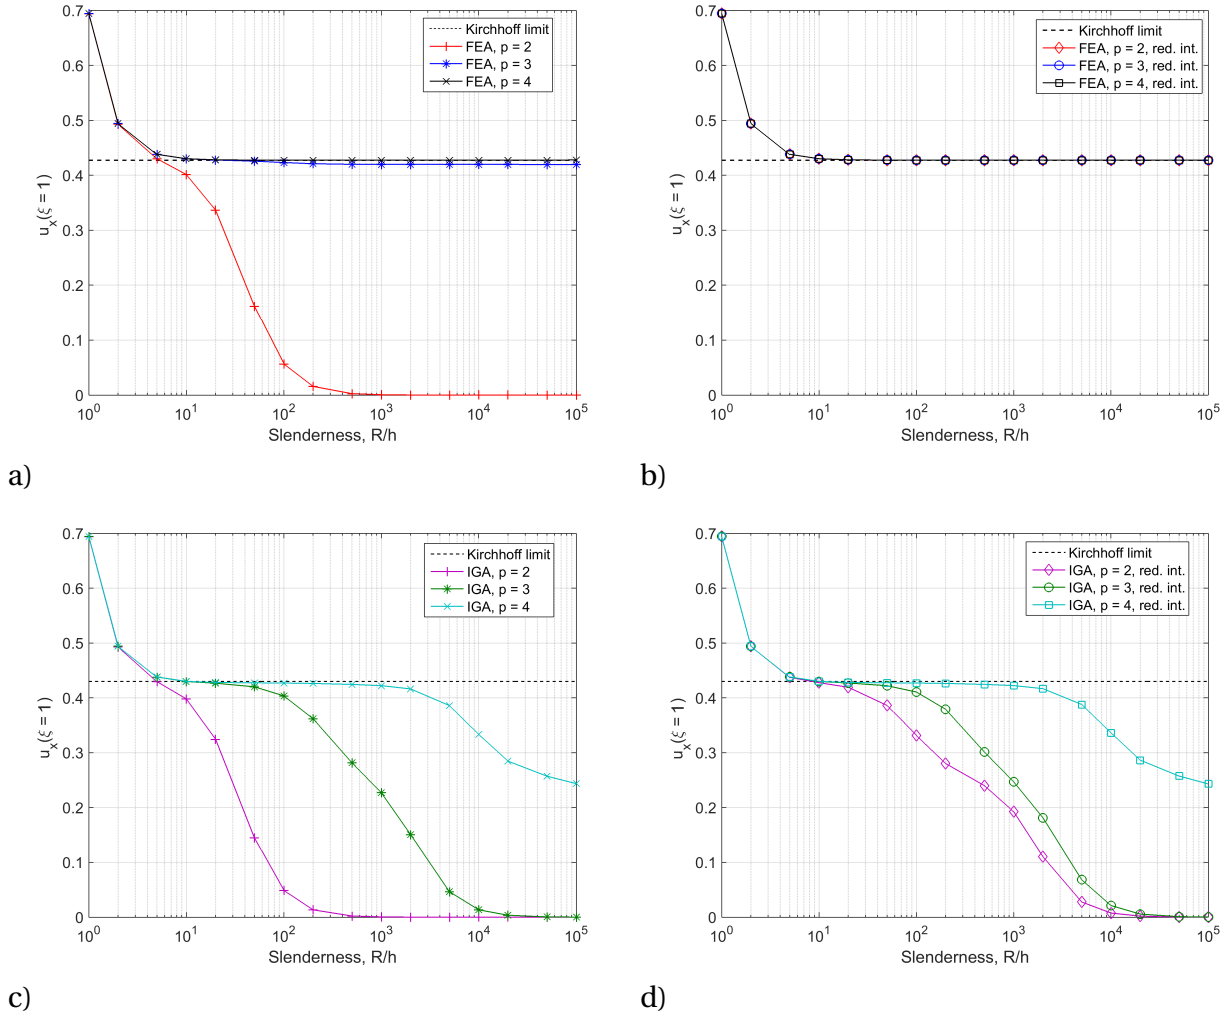 0.7
0.6
0.5
0.4
0.3
0.2
0.1
0
u_x(ξ = 1)
Kirchhoff limit
FEA, p = 2
FEA, p = 3
FEA, p = 4
10^0 10^1 10^2 10^3 10^4 10^5
Slenderness, R/h
a)
0.7
0.6
0.5
0.4
0.3
0.2
0.1
0
u_x(ξ = 1)
Kirchhoff limit
FEA, p = 2, red. int.
FEA, p = 3, red. int.
FEA, p = 4, red. int.
10^0 10^1 10^2 10^3 10^4 10^5
Slenderness, R/h
b)
0.7
0.6
0.5
0.4
0.3
0.2
0.1
0
u_x(ξ = 1)
Kirchhoff limit
IGA, p = 2
IGA, p = 3
IGA, p = 4
10^0 10^1 10^2 10^3 10^4 10^5
Slenderness, R/h
c)
0.7
0.6
0.5
0.4
0.3
0.2
0.1
0
u_x(ξ = 1)
Kirchhoff limit
IGA, p = 2, red. int.
IGA, p = 3, red. int.
IGA, p = 4, red. int.
10^0 10^1 10^2 10^3 10^4 10^5
Slenderness, R/h
d)